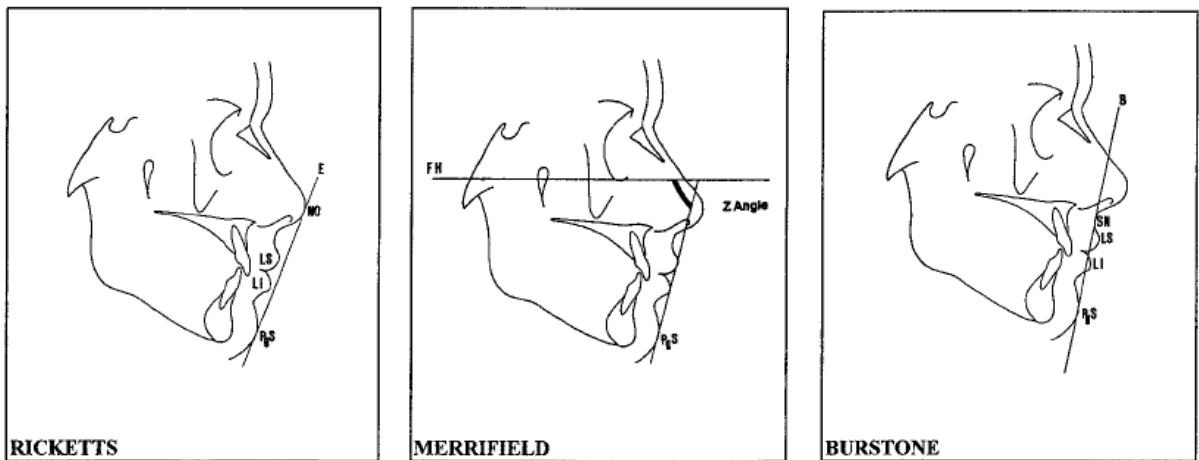 E
NO
LS
LI
PgS
RICKETTS
FH
Z Angle
PgS
MERRIFIELD
B
SN
LS
LI
PgS
BURSTONE